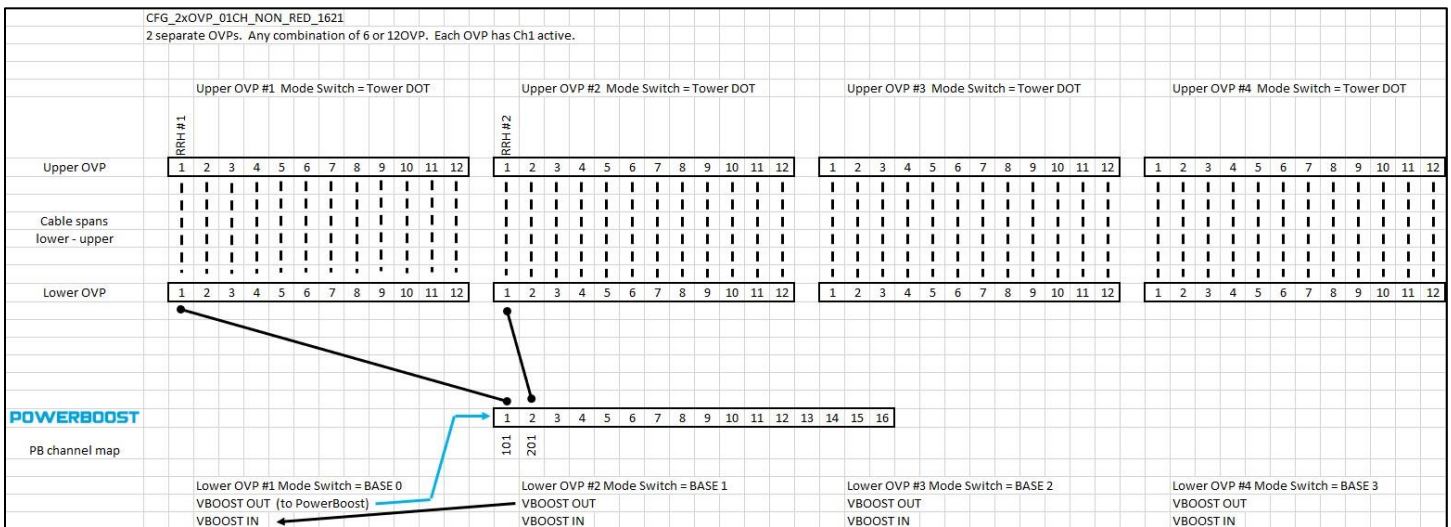 CFG_2xOVP_01CH_NON_RED_1621
2 separate OVPs. Any combination of 6 or 12OVP. Each OVP has Ch1 active.
Upper OVP #1 Mode Switch = Tower DOT
Upper OVP #2 Mode Switch = Tower DOT
Upper OVP #3 Mode Switch = Tower DOT
Upper OVP #4 Mode Switch = Tower DOT
RRH #1
RRH #2
Upper OVP
1 2 3 4 5 6 7 8 9 10 11 12
1 2 3 4 5 6 7 8 9 10 11 12
1 2 3 4 5 6 7 8 9 10 11 12
1 2 3 4 5 6 7 8 9 10 11 12
Cable spans
lower - upper
Lower OVP
1 2 3 4 5 6 7 8 9 10 11 12
1 2 3 4 5 6 7 8 9 10 11 12
1 2 3 4 5 6 7 8 9 10 11 12
1 2 3 4 5 6 7 8 9 10 11 12
POWERBOOST
1 2 3 4 5 6 7 8 9 10 11 12 13 14 15 16
PB channel map
101
201
Lower OVP #1 Mode Switch = BASE 0
VBOOST OUT (to PowerBoost)
VBOOST IN
Lower OVP #2 Mode Switch = BASE 1
VBOOST OUT
VBOOST IN
Lower OVP #3 Mode Switch = BASE 2
VBOOST OUT
VBOOST IN
Lower OVP #4 Mode Switch = BASE 3
VBOOST OUT
VBOOST IN